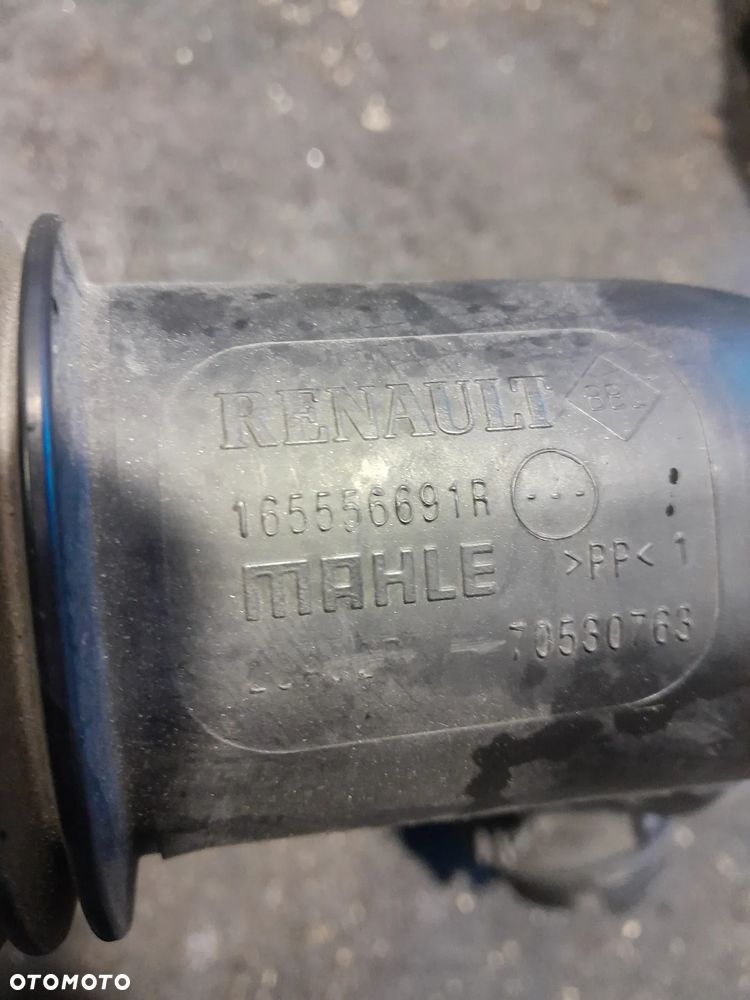 RENAULT
165556691R ---
MAHLE >PP< 1
70530763
OTOMOTO